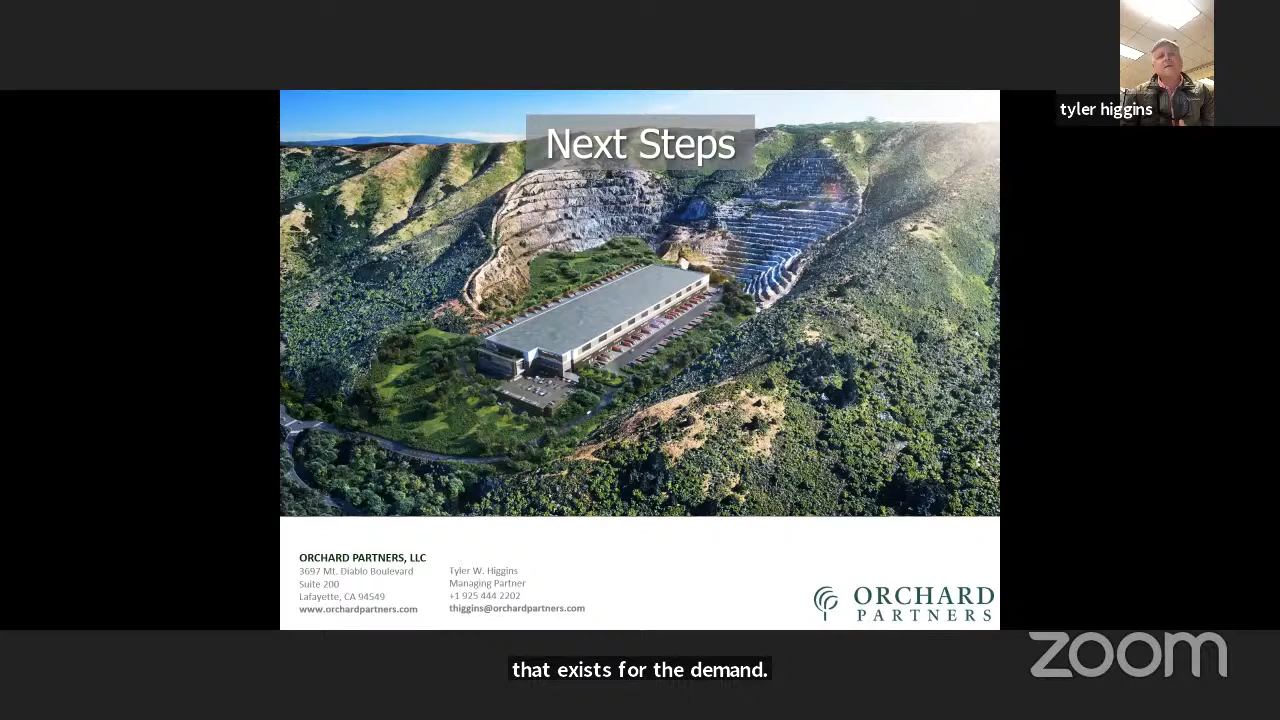 tyler higgins
Next Steps
ORCHARD PARTNERS, LLC
3697 Mt. Diablo Boulevard
Suite 200
Lafayette, CA 94549
www.orchardpartners.com
Tyler W. Higgins
Managing Partner
+1 925 444 2202
thiggins@orchardpartners.com
ORCHARD
PARTNERS
that exists for the demand.
zoom